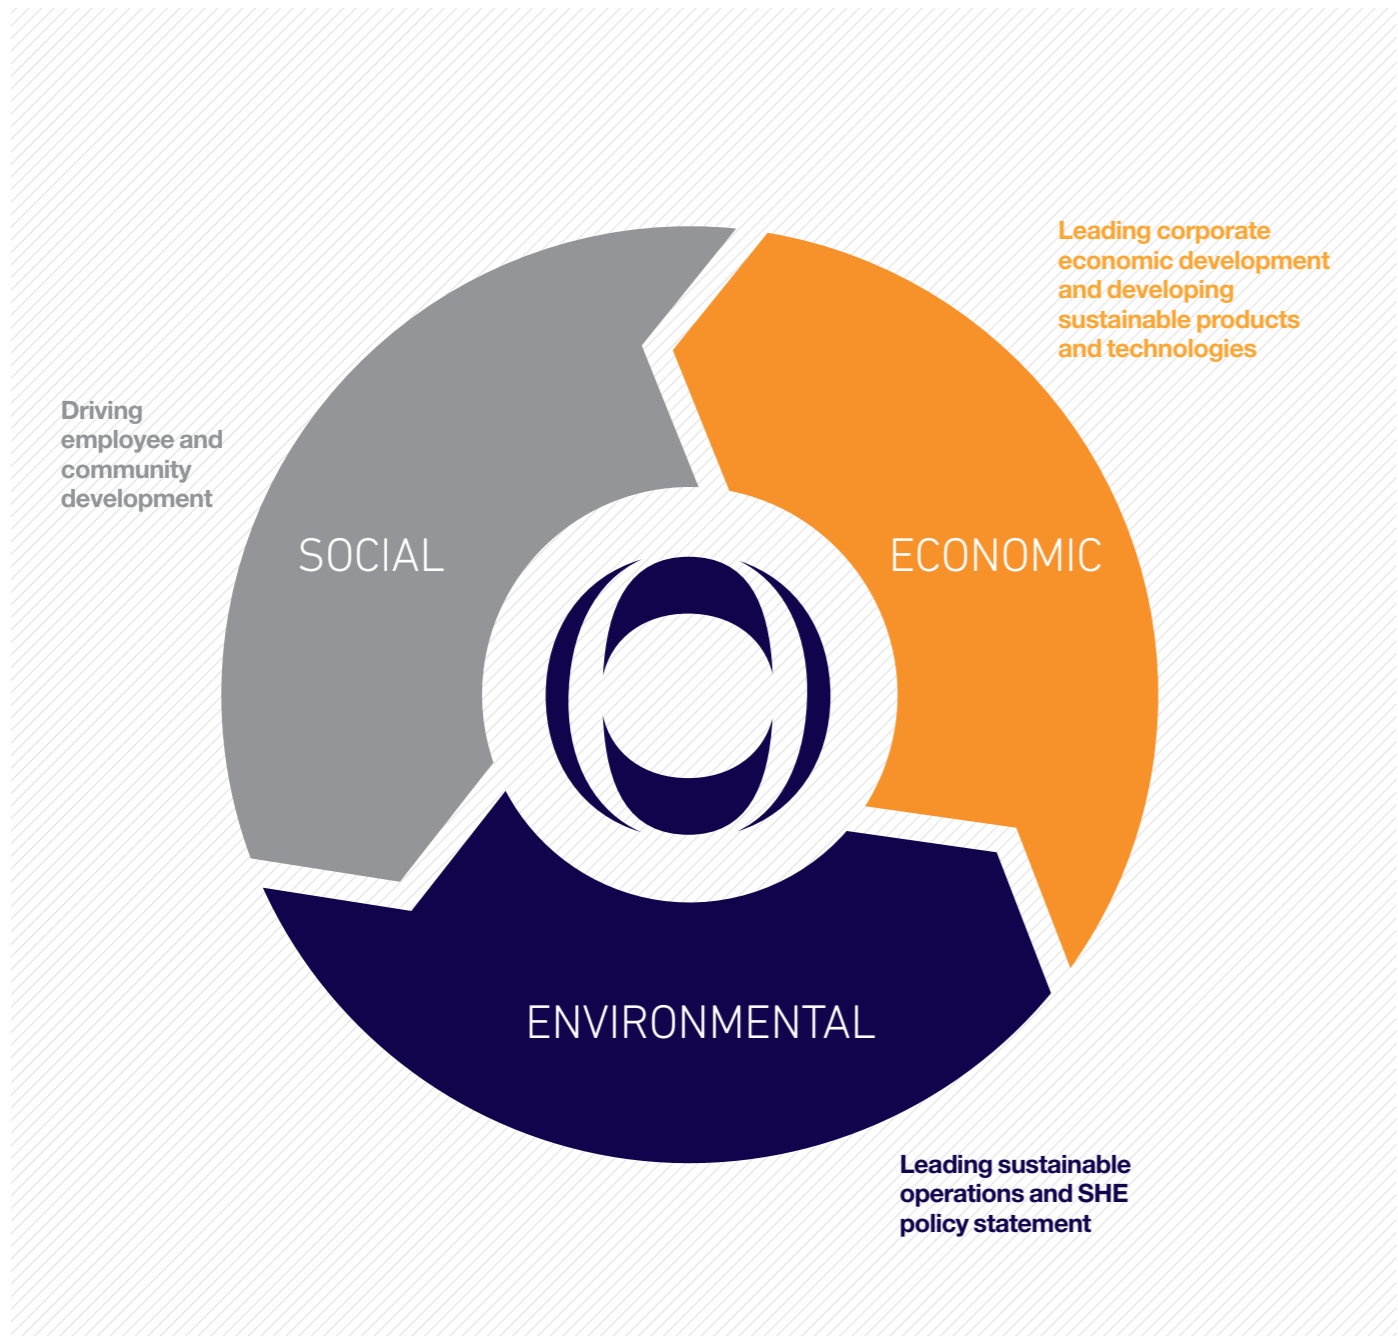 Leading corporate
economic development
and developing
sustainable products
and technologies
Driving
employee and
community
development
SOCIAL
ECONOMIC
ENVIRONMENTAL
Leading sustainable
operations and SHE
policy statement